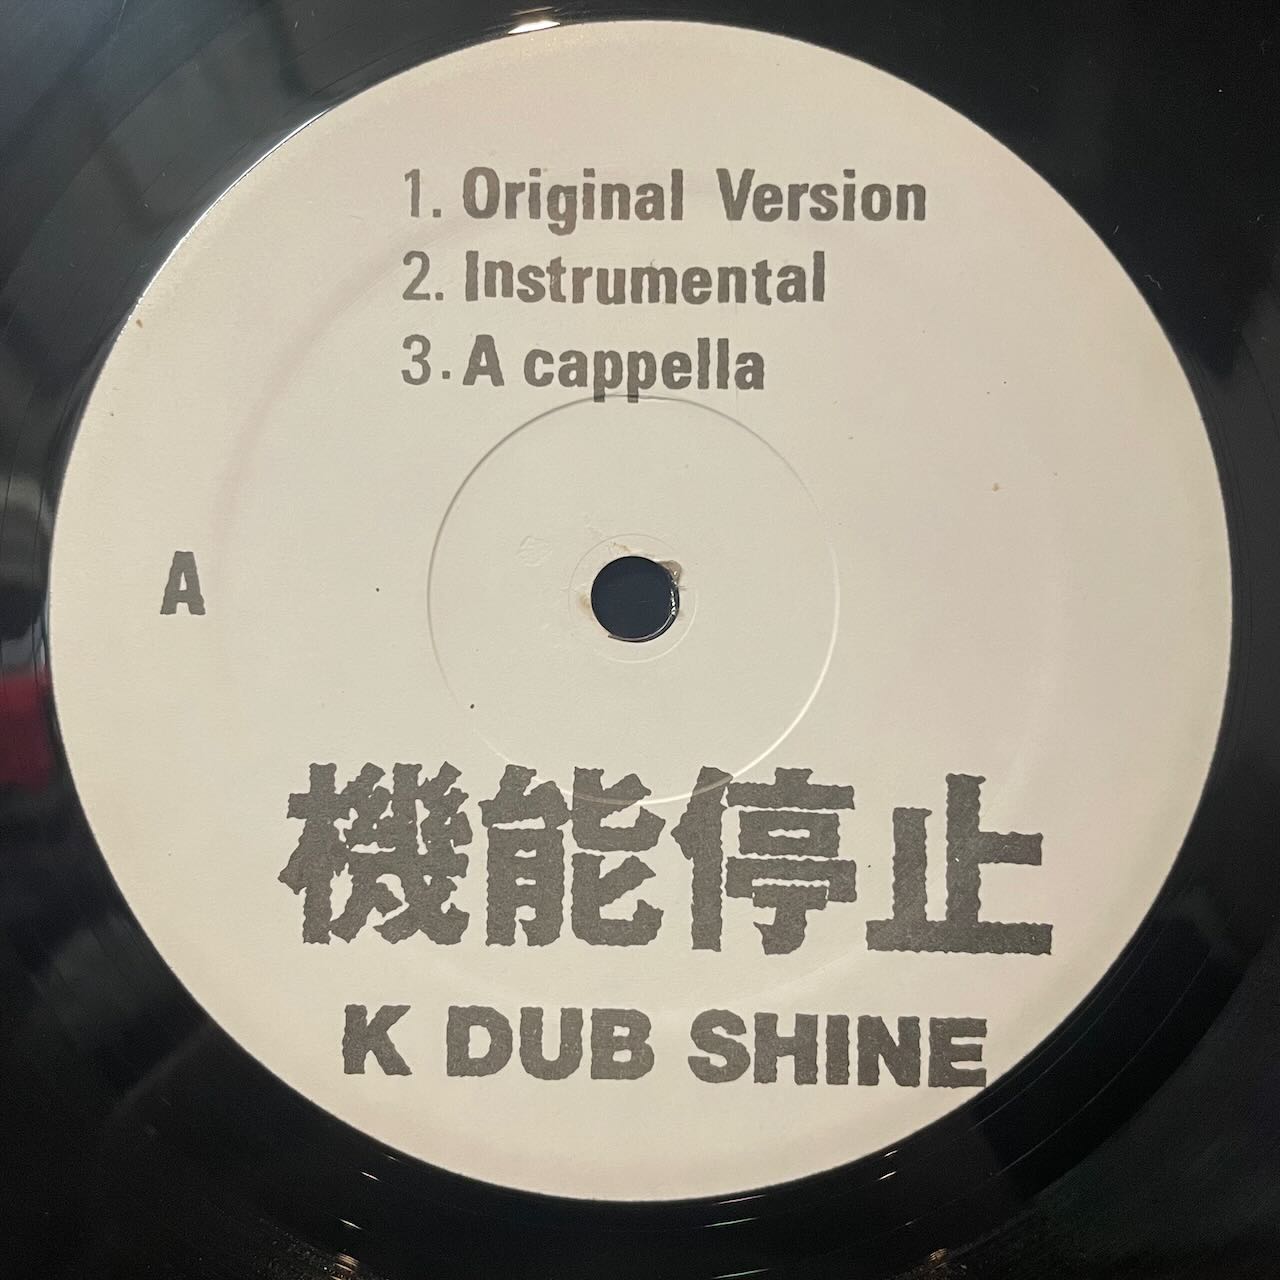 1. Original Version
2. Instrumental
3. A cappella
A
機能停止
K DUB SHINE